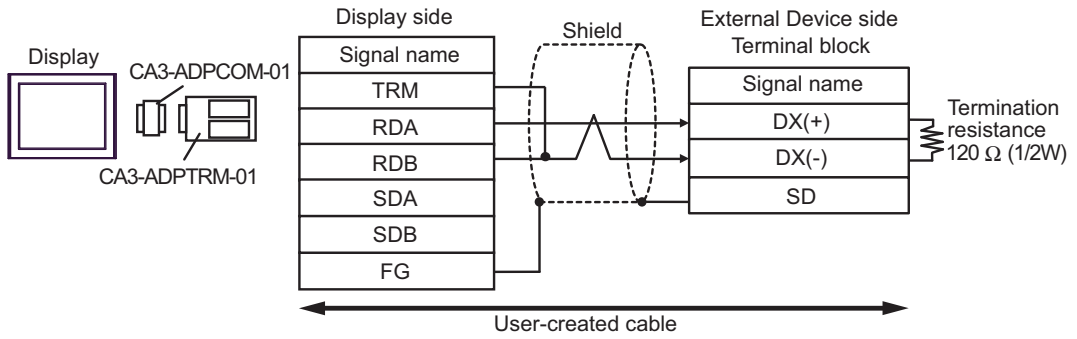 Display
CA3-ADPCOM-01
CA3-ADPTRM-01
Display side
Signal name
TRM
RDA
RDB
SDA
SDB
FG
Shield
External Device side
Terminal block
Signal name
DX(+)
DX(-)
SD
Termination
resistance
120 Ω (1/2W)
User-created cable